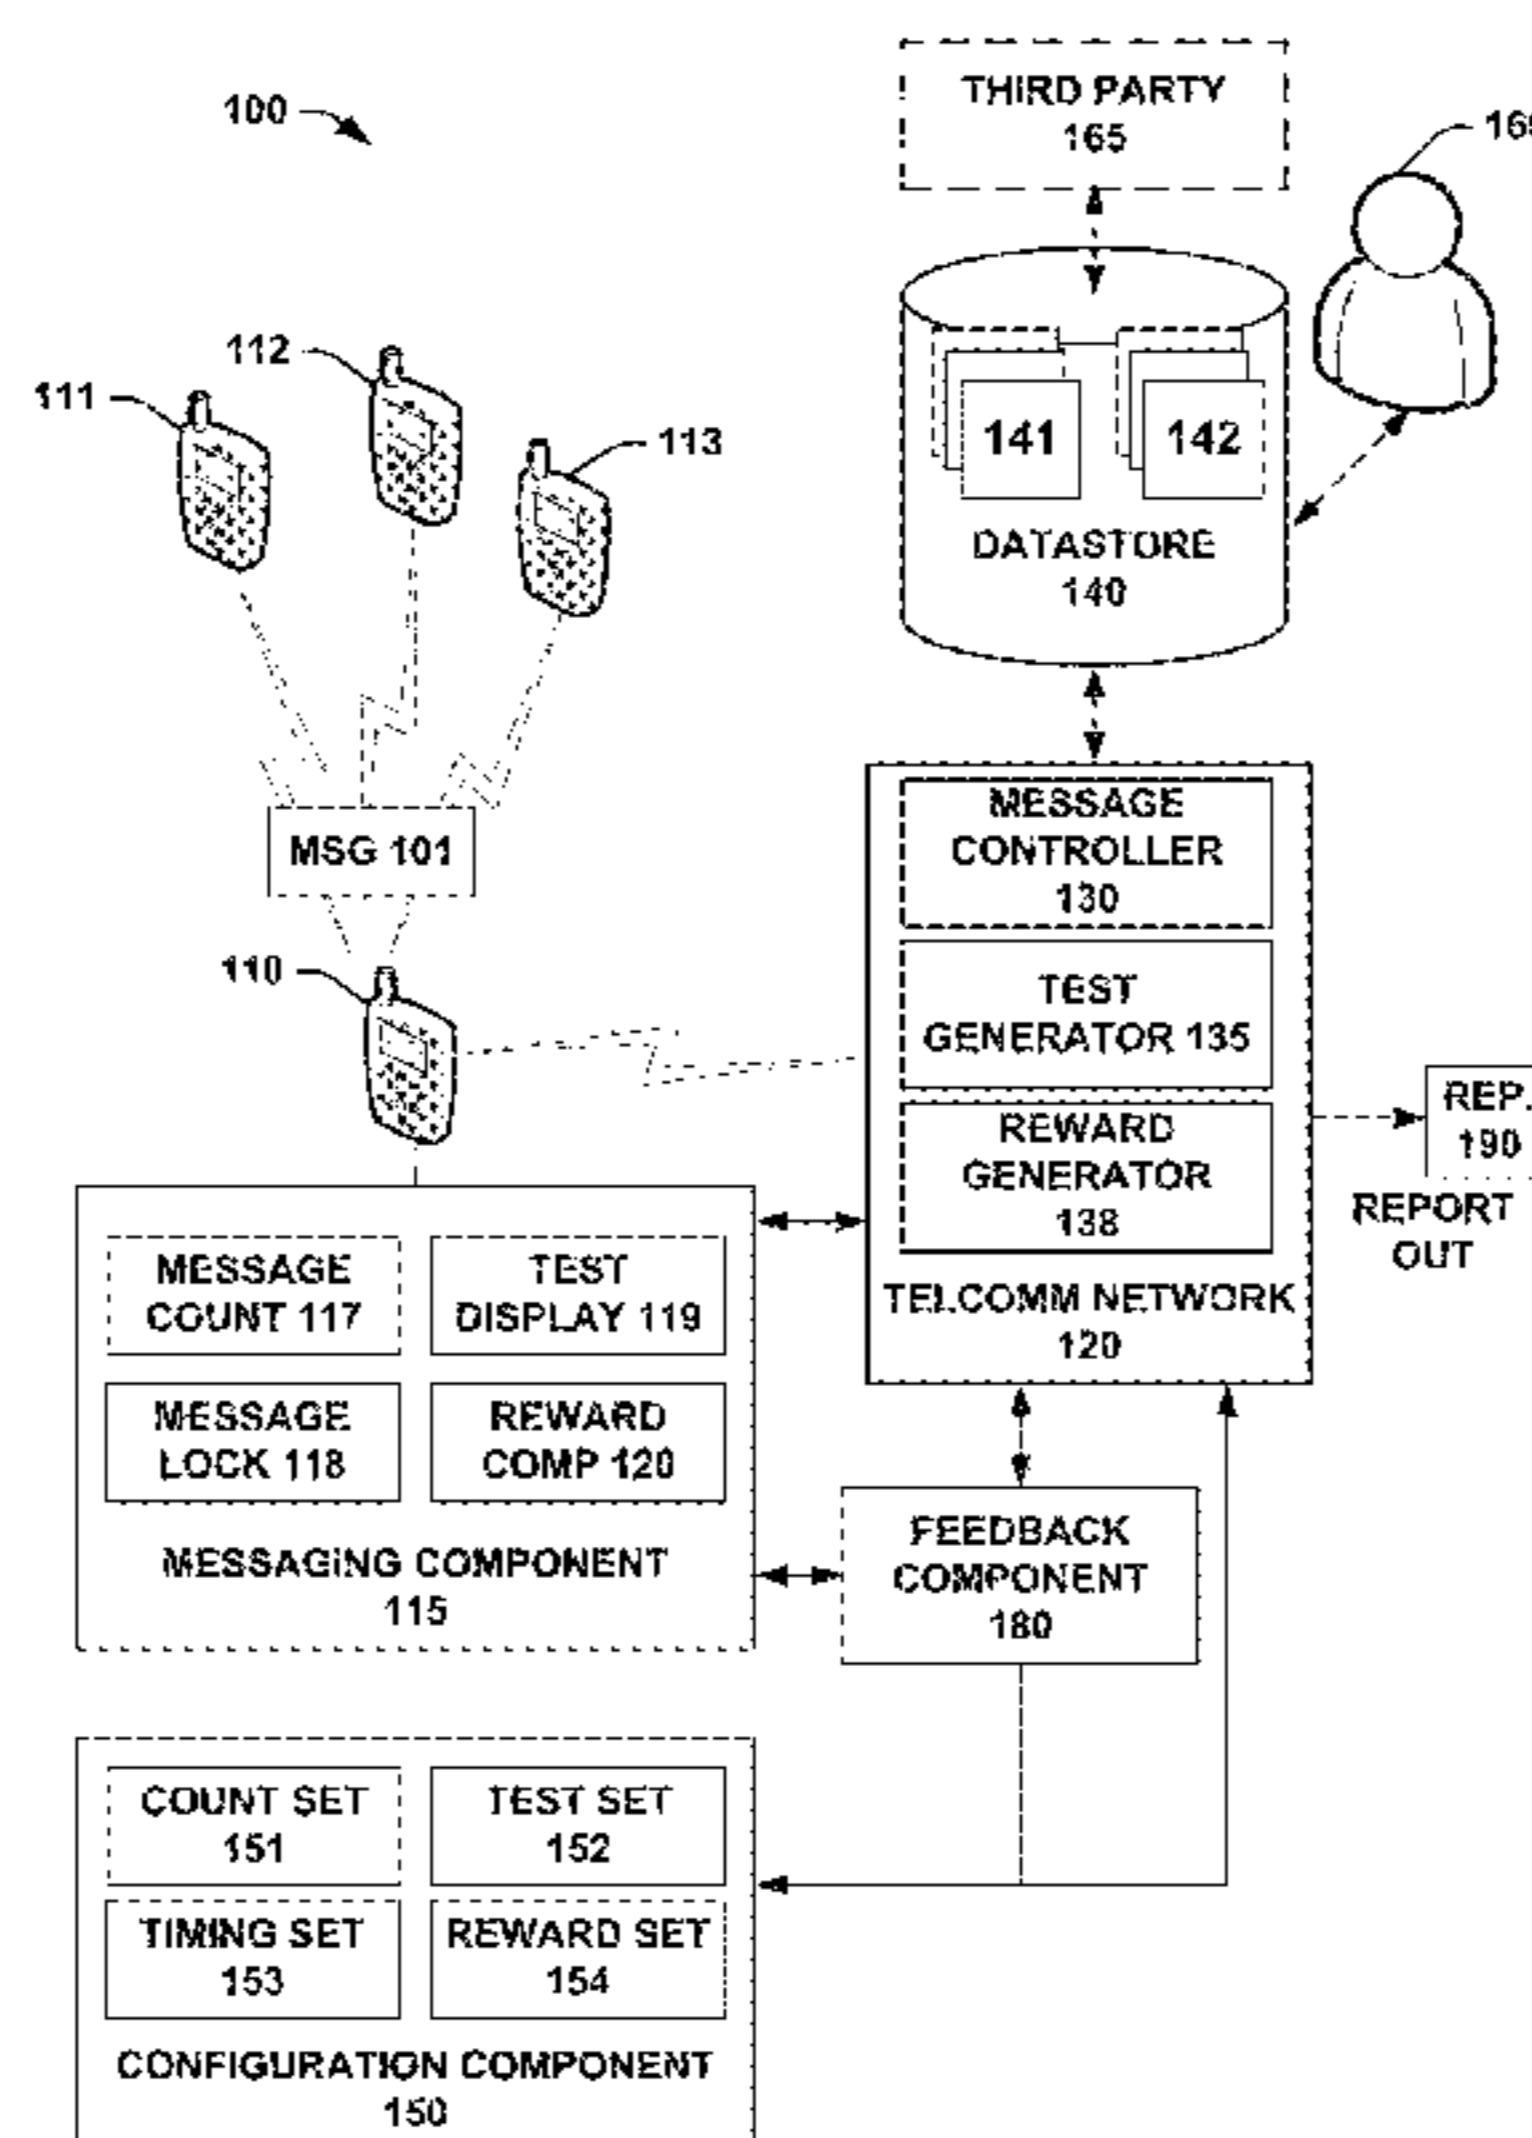 100
THIRD PARTY
165
111
112
113
141
142
DATASTORE
140
MSG 101
110
MESSAGE
CONTROLLER
130
TEST
GENERATOR 135
REWARD
GENERATOR
138
TELCOMM NETWORK
120
REP.
190
REPORT
OUT
MESSAGE
COUNT 117
TEST
DISPLAY 119
MESSAGE
LOCK 118
REWARD
COMP 120
MESSAGING COMPONENT
115
FEEDBACK
COMPONENT
180
COUNT SET
151
TEST SET
152
TIMING SET
153
REWARD SET
154
CONFIGURATION COMPONENT
150